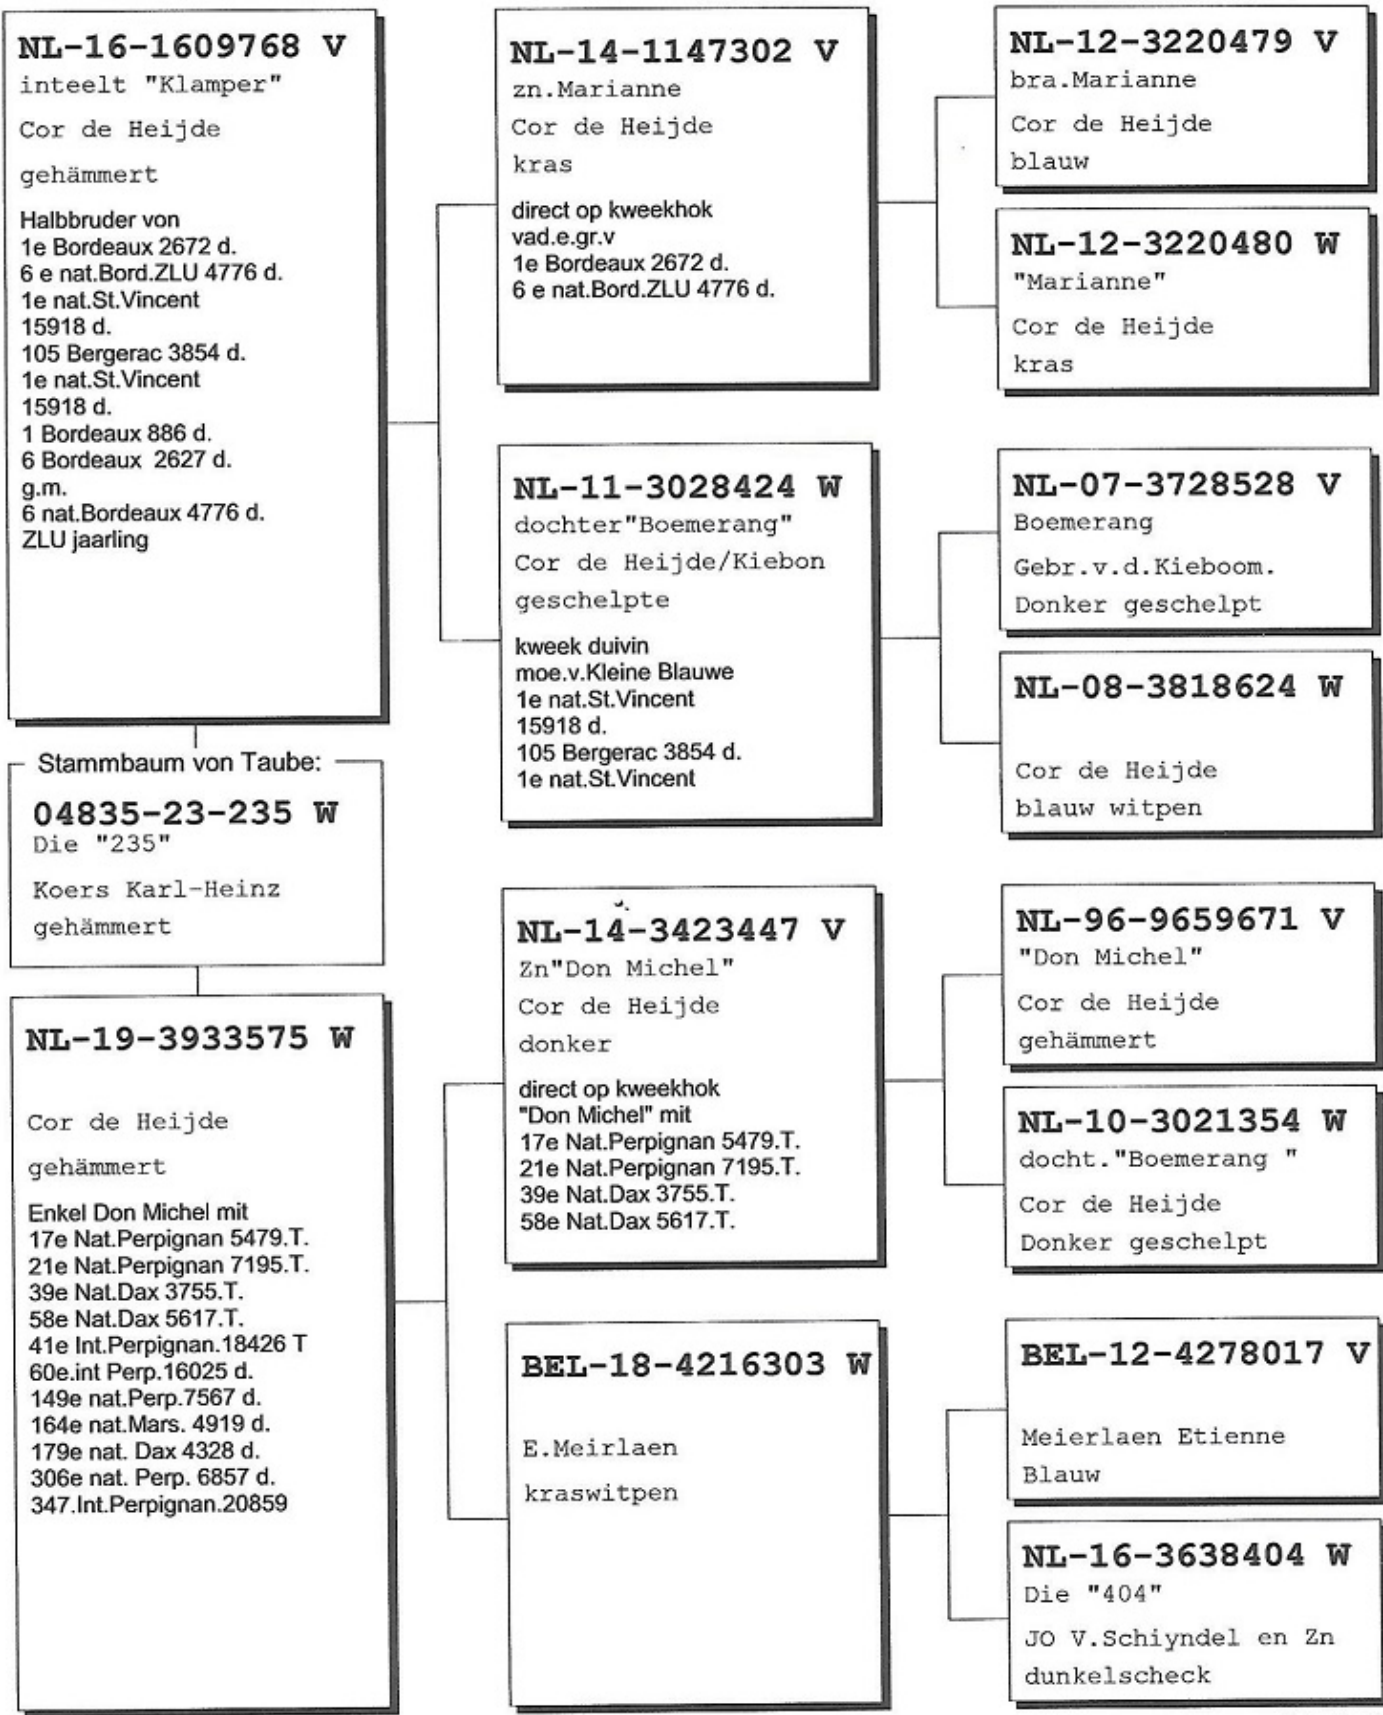 NL-16-1609768 V
inteelt "Klamper"
Cor de Heijde
gehämmert
Halbbruder von
1e Bordeaux 2672 d.
6 e nat.Bord.ZLU 4776 d.
1e nat.St.Vincent
15918 d.
105 Bergerac 3854 d.
1e nat.St.Vincent
15918 d.
1 Bordeaux 886 d.
6 Bordeaux  2627 d.
g.m.
6 nat.Bordeaux 4776 d.
ZLU jaarling
Stammbaum von Taube:
04835-23-235 W
Die "235"
Koers Karl-Heinz
gehämmert
NL-19-3933575 W
Cor de Heijde
gehämmert
Enkel Don Michel mit
17e Nat.Perpignan 5479.T.
21e Nat.Perpignan 7195.T.
39e Nat.Dax 3755.T.
58e Nat.Dax 5617.T.
41e Int.Perpignan.18426 T
60e.int Perp.16025 d.
149e nat.Perp.7567 d.
164e nat.Mars. 4919 d.
179e nat. Dax 4328 d.
306e nat. Perp. 6857 d.
347.Int.Perpignan.20859
NL-14-1147302 V
zn.Marianne
Cor de Heijde
kras
direct op kweekhok
vad.e.gr.v
1e Bordeaux 2672 d.
6 e nat.Bord.ZLU 4776 d.
NL-11-3028424 W
dochter"Boemerang"
Cor de Heijde/Kiebon
geschelpte
kweek duivin
moe.v.Kleine Blauwe
1e nat.St.Vincent
15918 d.
105 Bergerac 3854 d.
1e nat.St.Vincent
NL-14-3423447 V
Zn"Don Michel"
Cor de Heijde
donker
direct op kweekhok
"Don Michel" mit
17e Nat.Perpignan 5479.T.
21e Nat.Perpignan 7195.T.
39e Nat.Dax 3755.T.
58e Nat.Dax 5617.T.
BEL-18-4216303 W
E.Meirlaen
kraswitpen
NL-12-3220479 V
bra.Marianne
Cor de Heijde
blauw
NL-12-3220480 W
"Marianne"
Cor de Heijde
kras
NL-07-3728528 V
Boemerang
Gebr.v.d.Kieboom.
Donker geschelpt
NL-08-3818624 W
Cor de Heijde
blauw witpen
NL-96-9659671 V
"Don Michel"
Cor de Heijde
gehämmert
NL-10-3021354 W
docht."Boemerang "
Cor de Heijde
Donker geschelpt
BEL-12-4278017 V
Meierlaen Etienne
Blauw
NL-16-3638404 W
Die "404"
JO V.Schiyndel en Zn
dunkelscheck